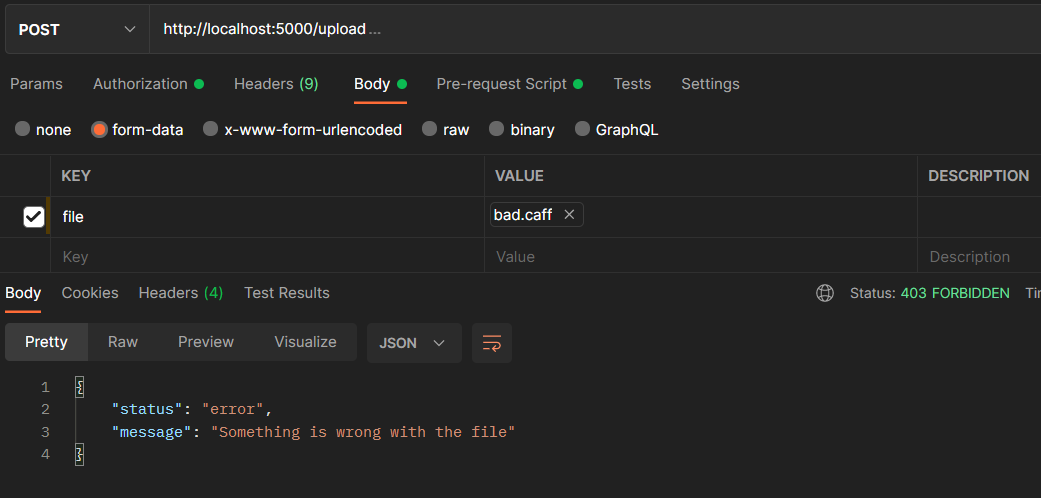 POST http://localhost:5000/upload ...
Params Authorization Headers (9) Body Pre-request Script Tests Settings
none form-data x-www-form-urlencoded raw binary GraphQL
KEY VALUE DESCRIPTION
file bad.caff
Key Value Description
Body Cookies Headers (4) Test Results Status: 403 FORBIDDEN Tir
Pretty Raw Preview Visualize JSON
1 {
2 "status": "error",
3 "message": "Something is wrong with the file"
4 }